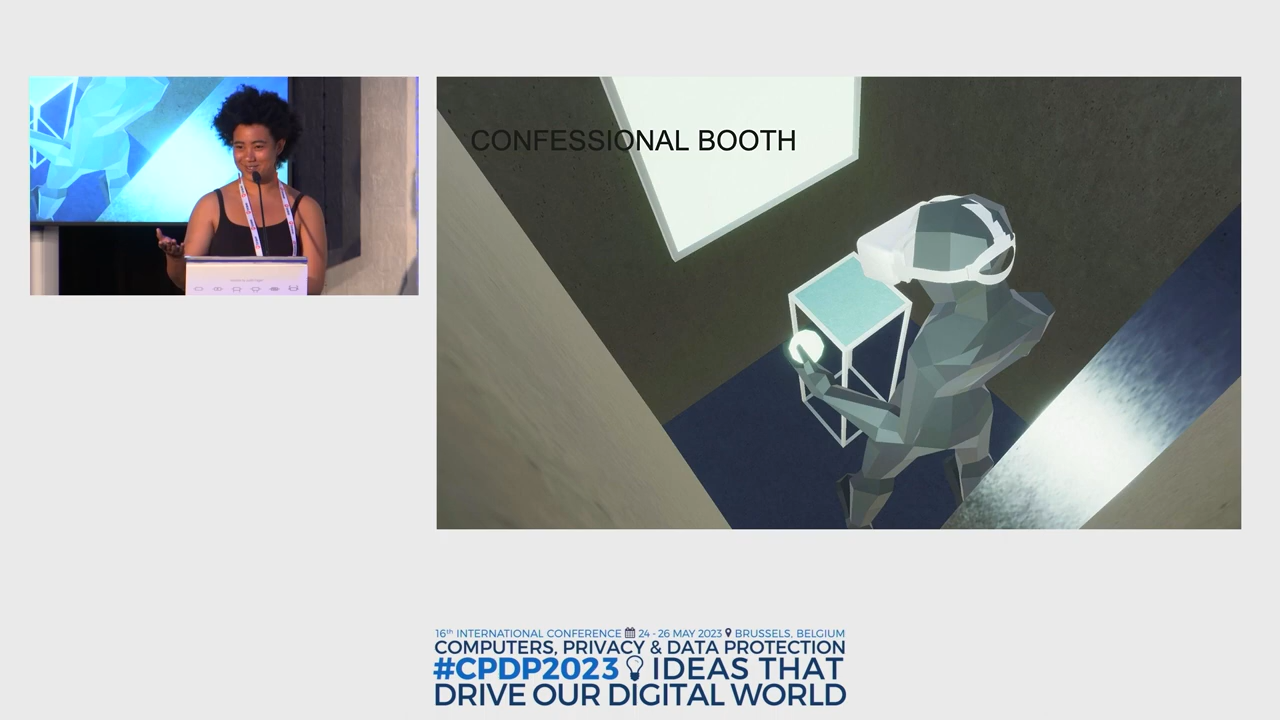 CONFESSIONAL BOOTH
16th INTERNATIONAL CONFERENCE 24 - 26 MAY 2023 BRUSSELS, BELGIUM
COMPUTERS, PRIVACY & DATA PROTECTION
#CPDP2023 IDEAS THAT
DRIVE OUR DIGITAL WORLD